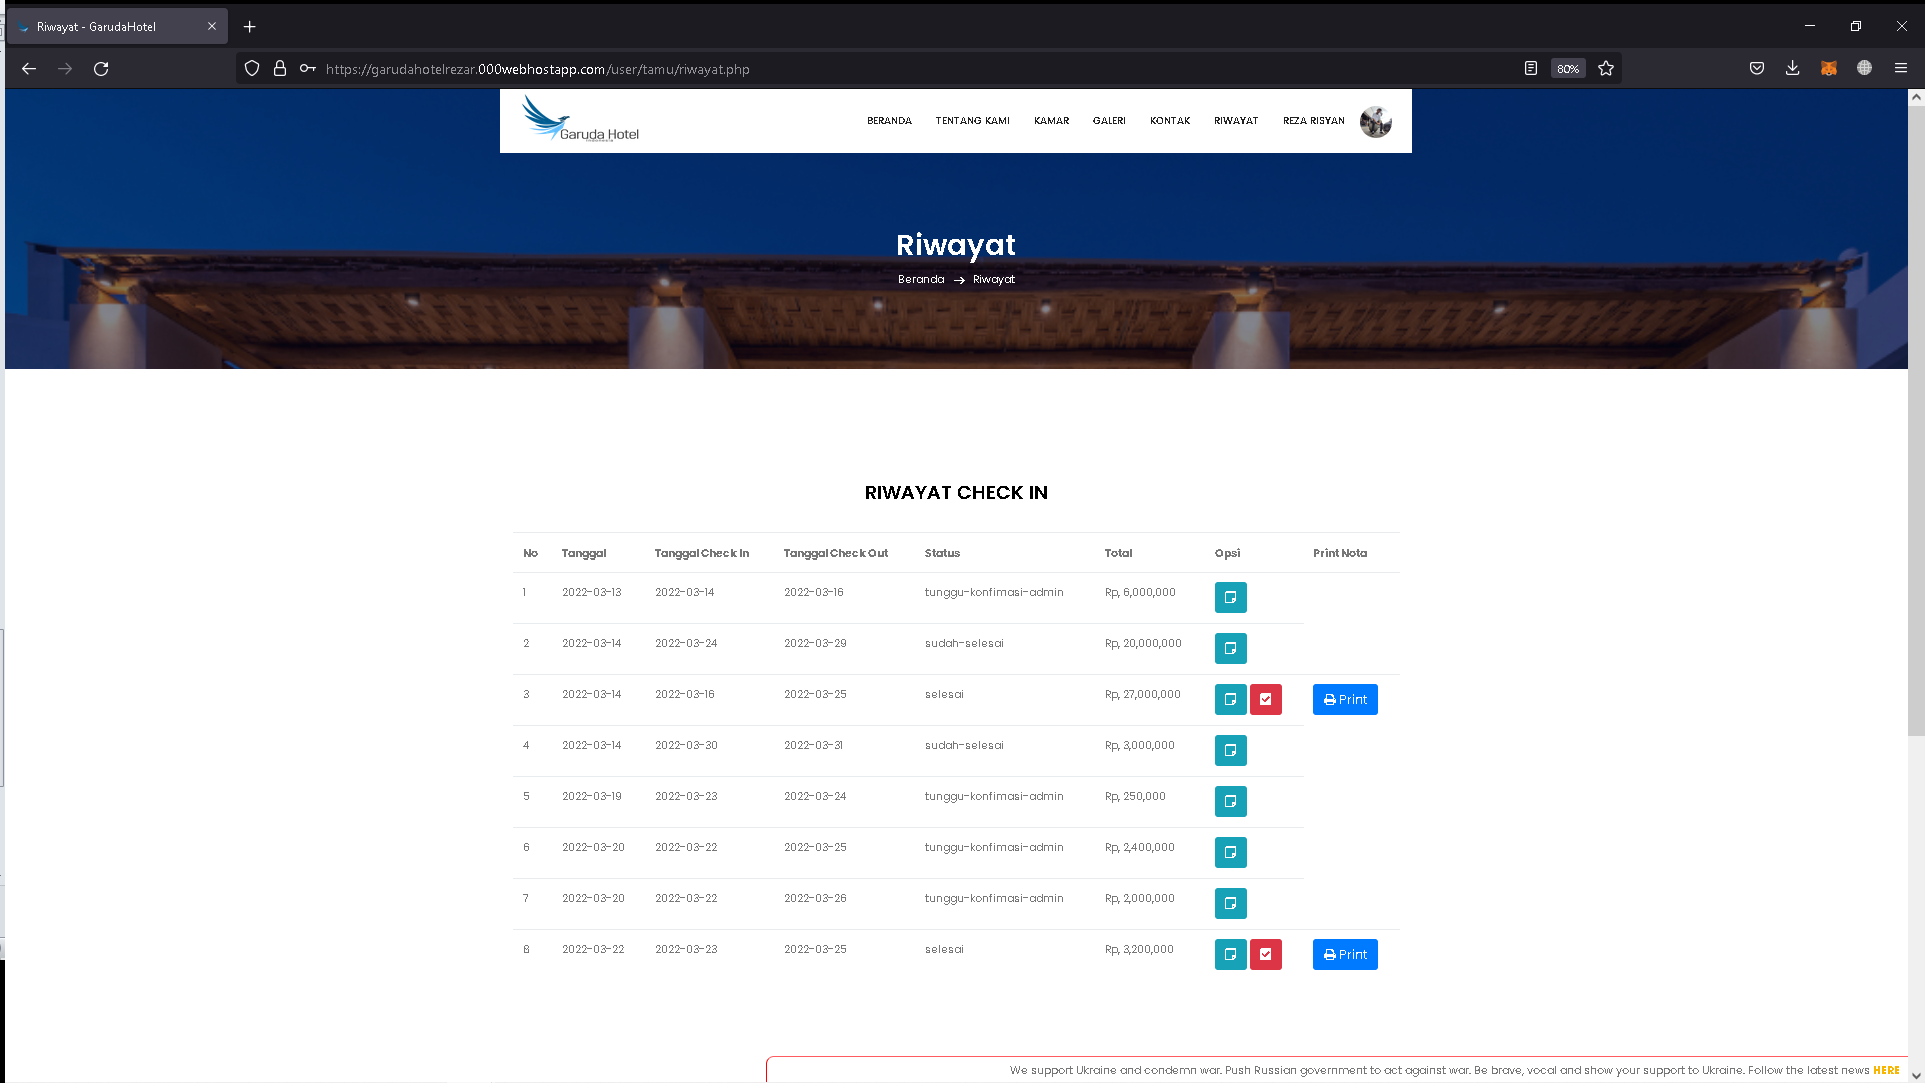 Riwayat - GarudaHotel
https://garudahotelrezar.000webhostapp.com/user/tamu/riwayat.php
80%
Garuda Hotel
BERANDA TENTANG KAMI KAMAR GALERI KONTAK RIWAYAT REZA RISYAN
Riwayat
Beranda → Riwayat
RIWAYAT CHECK IN
No Tanggal Tanggal Check In Tanggal Check Out Status Total Opsi Print Nota
1 2022-03-13 2022-03-14 2022-03-16 tunggu-konfimasi-admin Rp, 6,000,000
2 2022-03-14 2022-03-24 2022-03-29 sudah-selesai Rp, 20,000,000
3 2022-03-14 2022-03-16 2022-03-25 selesai Rp, 27,000,000 Print
4 2022-03-14 2022-03-30 2022-03-31 sudah-selesai Rp, 3,000,000
5 2022-03-19 2022-03-23 2022-03-24 tunggu-konfimasi-admin Rp, 250,000
6 2022-03-20 2022-03-22 2022-03-25 tunggu-konfimasi-admin Rp, 2,400,000
7 2022-03-20 2022-03-22 2022-03-26 tunggu-konfimasi-admin Rp, 2,000,000
8 2022-03-22 2022-03-23 2022-03-25 selesai Rp, 3,200,000 Print
We support Ukraine and condemn war. Push Russian government to act against war. Be brave, vocal and show your support to Ukraine. Follow the latest news HERE